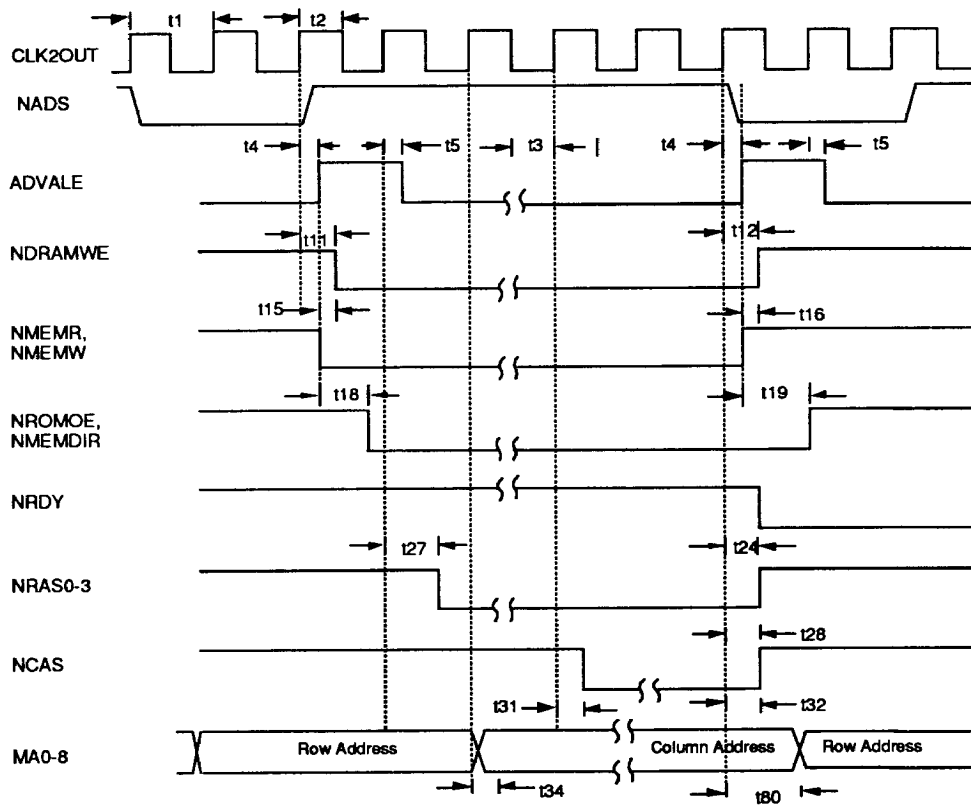 t1 t2
CLK2OUT
NADS
t4 t5 t3 t4 t5
ADVALE
t11 t12
NDRAMWE
t15 t16
NMEMR,
NMEMW
t18 t19
NROMOE,
NMEMDIR
NRDY
t27 t24
NRAS0-3
t28
NCAS
t31 t32
MA0-8 Row Address Column Address Row Address
t34 t80